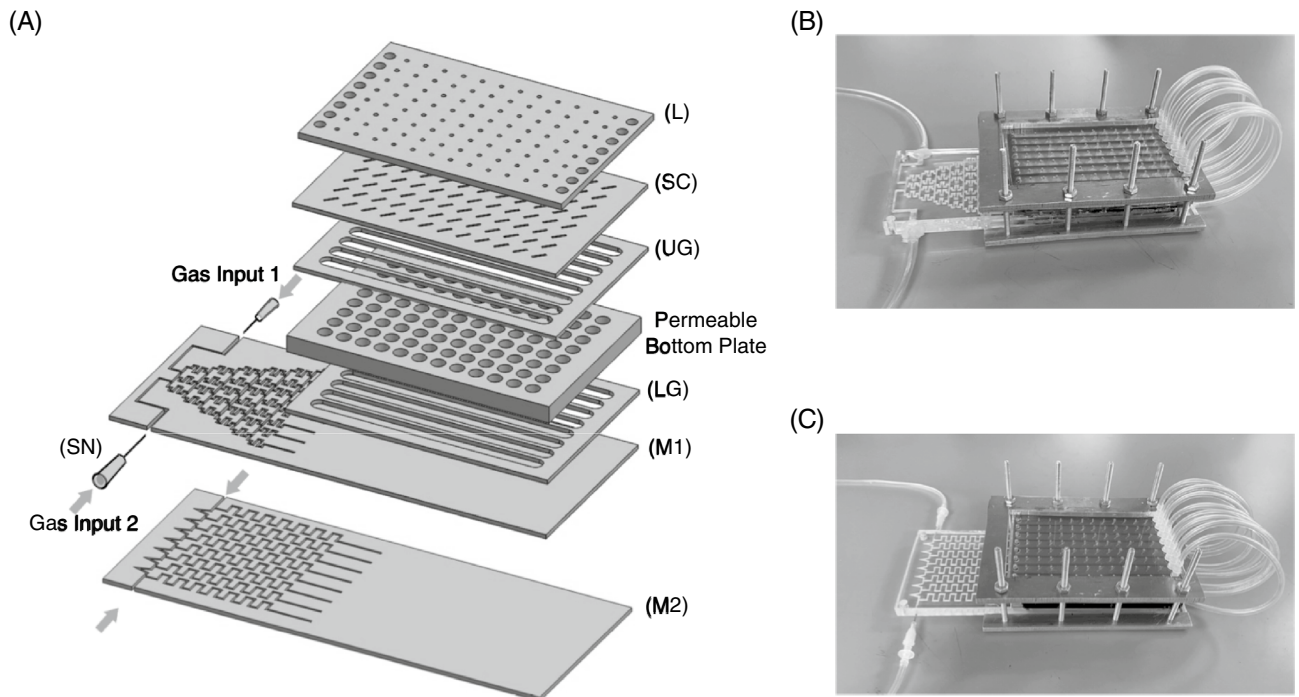 (A)
(B)
(L)
(SC)
(UG)
Gas Input 1
Permeable
Bottom Plate
(LG)
(C)
(M1)
(SN)
Gas Input 2
(M2)